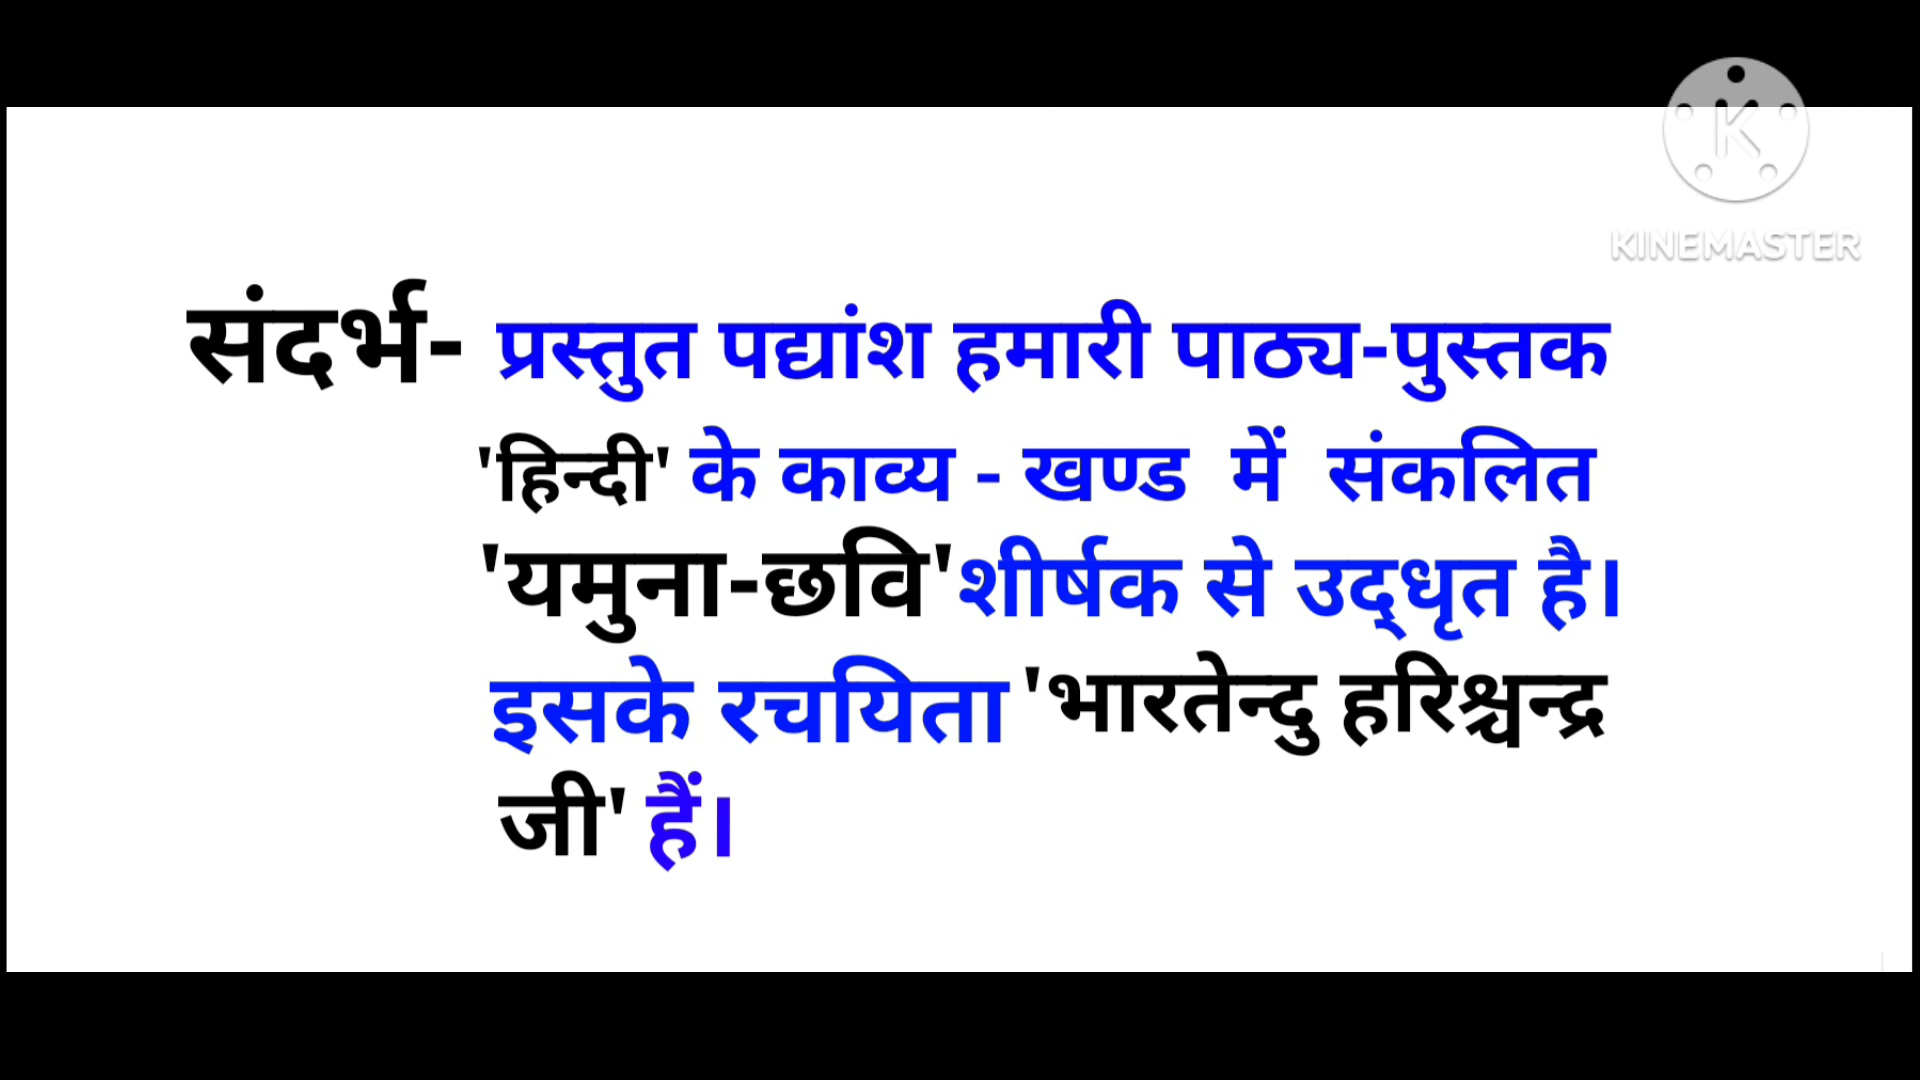 KINEMASTER
संदर्भ- प्रस्तुत पद्यांश हमारी पाठ्य-पुस्तक
'हिन्दी' के काव्य - खण्ड में संकलित
'यमुना-छवि' शीर्षक से उद्धृत है।
इसके रचयिता 'भारतेन्दु हरिश्चन्द्र
जी' हैं।